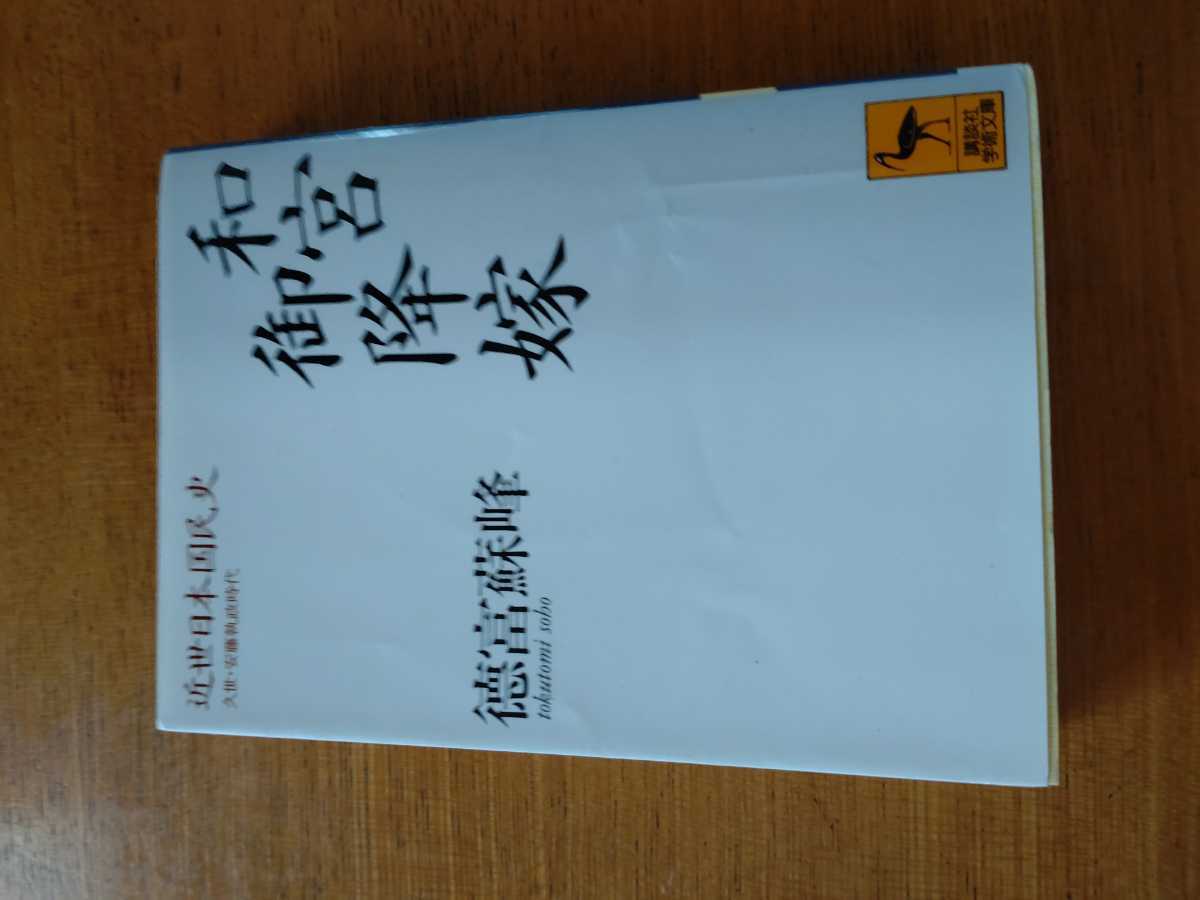 近世日本国民史
久世・安藤執政時代
和宮
御降嫁
徳富蘇峰
tokutomi soho
講談社
学術文庫